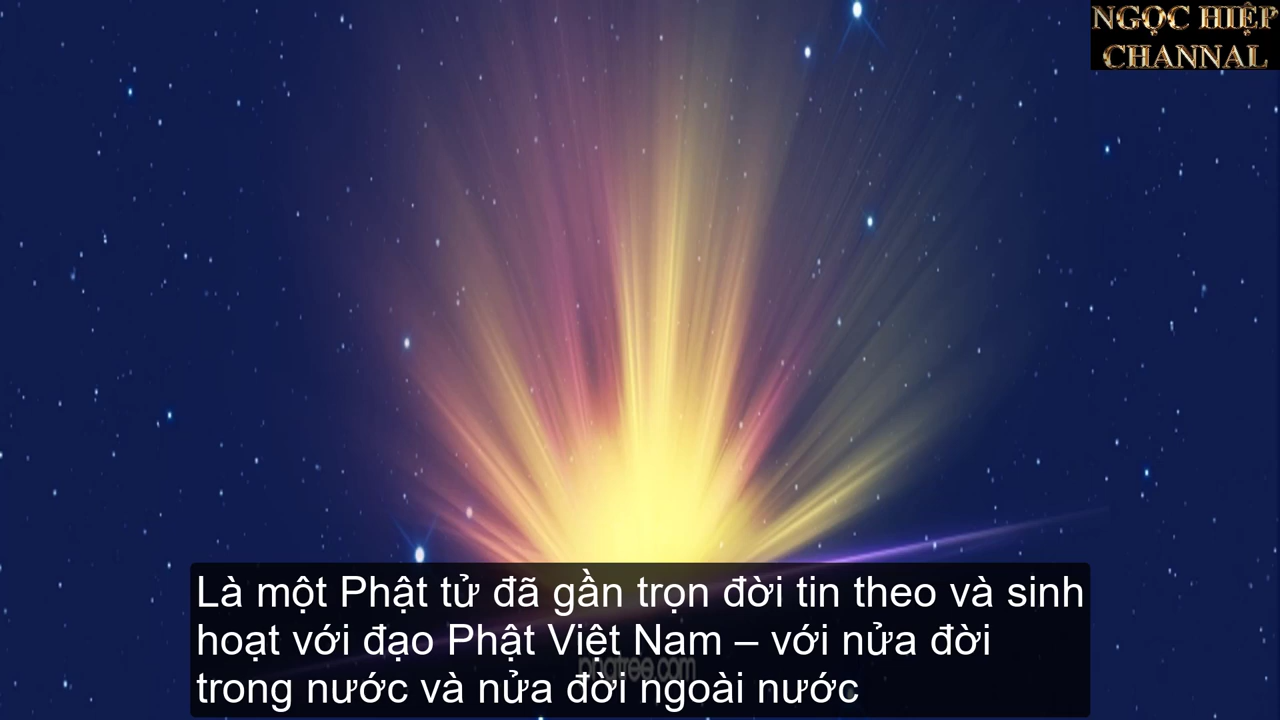 NGỌC HIỆP
CHANNAL
Là một Phật tử đã gần trọn đời tin theo và sinh
hoạt với đạo Phật Việt Nam – với nửa đời
trong nước và nửa đời ngoài nước